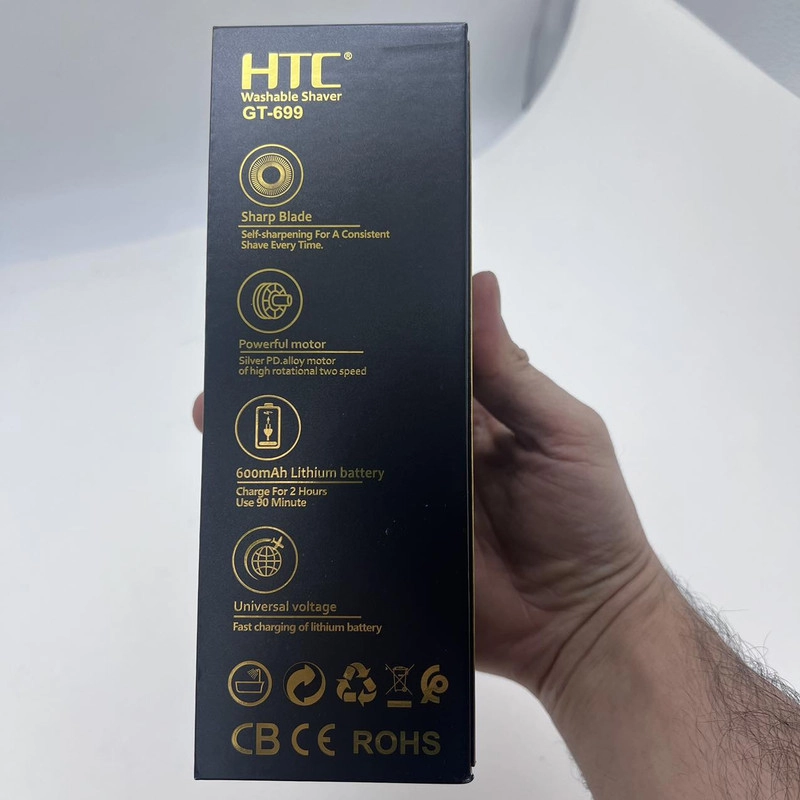 HTC®
Washable Shaver
GT-699
Sharp Blade
Self-sharpening For A Consistent
Shave Every Time.
Powerful motor
Silver PD.alloy motor
of high rotational two speed
600mAh Lithium battery
Charge For 2 Hours
Use 90 Minute
Universal voltage
Fast charging of lithium battery
CB CE ROHS